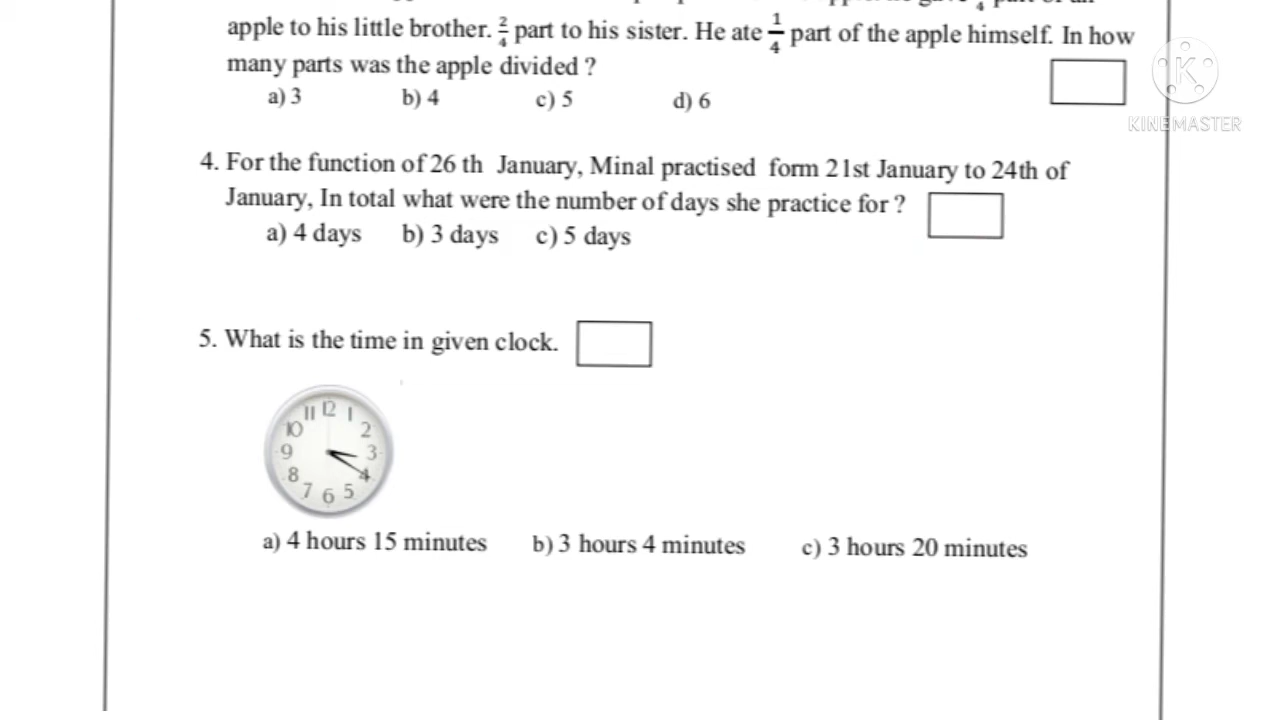 apple to his little brother. 2/4 part to his sister. He ate 1/4 part of the apple himself. In how
many parts was the apple divided ?
a) 3 b) 4 c) 5 d) 6
K
KINEMASTER
4. For the function of 26 th January, Minal practised form 21st January to 24th of
January, In total what were the number of days she practice for ?
a) 4 days b) 3 days c) 5 days
5. What is the time in given clock.
11 12 1
10 2
9 3
8 4
7 6 5
a) 4 hours 15 minutes b) 3 hours 4 minutes c) 3 hours 20 minutes